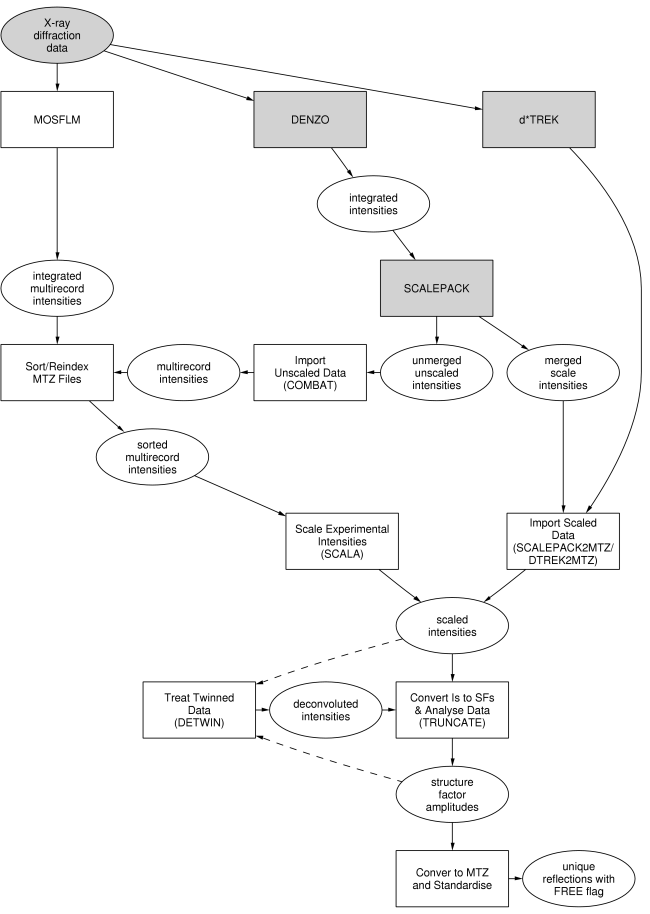 X-ray
diffraction
data
MOSFLM
DENZO
d*TREK
integrated
intensities
integrated
multirecord
intensities
SCALEPACK
Sort/Reindex
MTZ Files
multirecord
intensities
Import
Unscaled Data
(COMBAT)
unmerged
unscaled
intensities
merged
scale
intensities
sorted
multirecord
intensities
Scale Experimental
Intensities
(SCALA)
Import Scaled
Data
(SCALEPACK2MTZ/
DTREK2MTZ)
scaled
intensities
Treat Twinned
Data
(DETWIN)
deconvoluted
intensities
Convert Is to SFs
& Analyse Data
(TRUNCATE)
structure
factor
amplitudes
Conver to MTZ
and Standardise
unique
reflections with
FREE flag